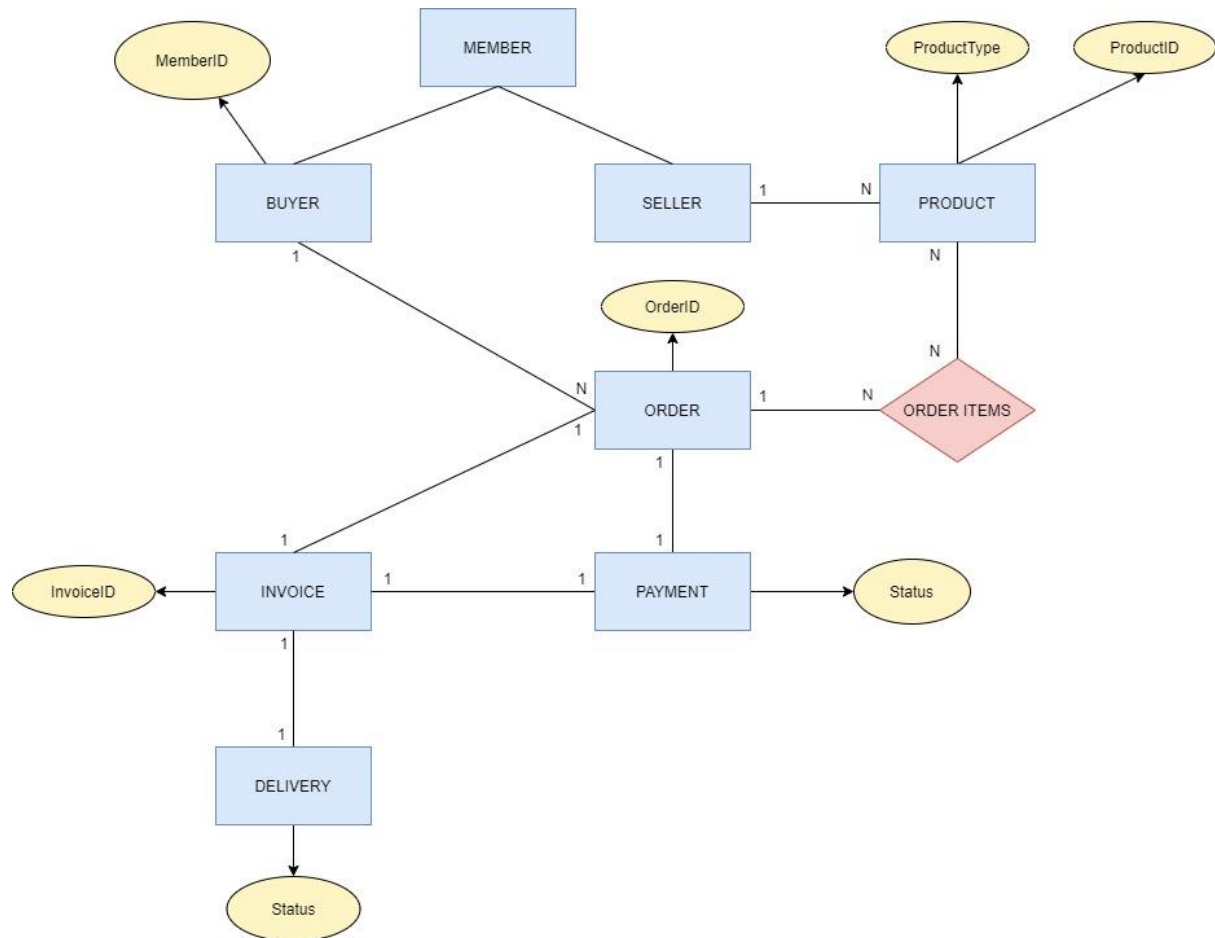 MEMBER
MemberID
ProductType
ProductID
BUYER
SELLER
1
N
PRODUCT
1
N
OrderID
N
N
ORDER
1
N
ORDER ITEMS
1
1
1
1
InvoiceID
INVOICE
1
1
PAYMENT
Status
1
1
DELIVERY
Status